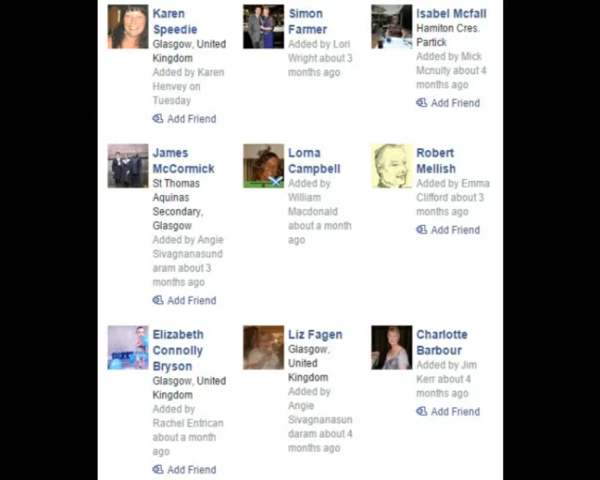 Karen
Speedie
Glasgow, United
Kingdom
Added by Karen
Henvey on
Tuesday
Add Friend
Simon
Farmer
Added by Lori
Wright about 3
months ago
Isabel Mcfall
Hamiton Cres.
Partick
Added by Mick
Mcnulty about 4
months ago
Add Friend
James
McCormick
St Thomas
Aquinas
Secondary,
Glasgow
Added by Angie
Sivagnanasund
aram about 3
months ago
Add Friend
Lorna
Campbell
Added by
William
Macdonald
about a month
ago
Robert
Mellish
Added by Emma
Clifford about 3
months ago
Add Friend
Elizabeth
Connolly
Bryson
Glasgow, United
Kingdom
Added by
Rachel Entrican
about a month
ago
Add Friend
Liz Fagen
Glasgow,
United
Kingdom
Added by
Angie
Sivagnanasun
daram about 4
months ago
Charlotte
Barbour
Added by Jim
Kerr about 4
months ago
Add Friend